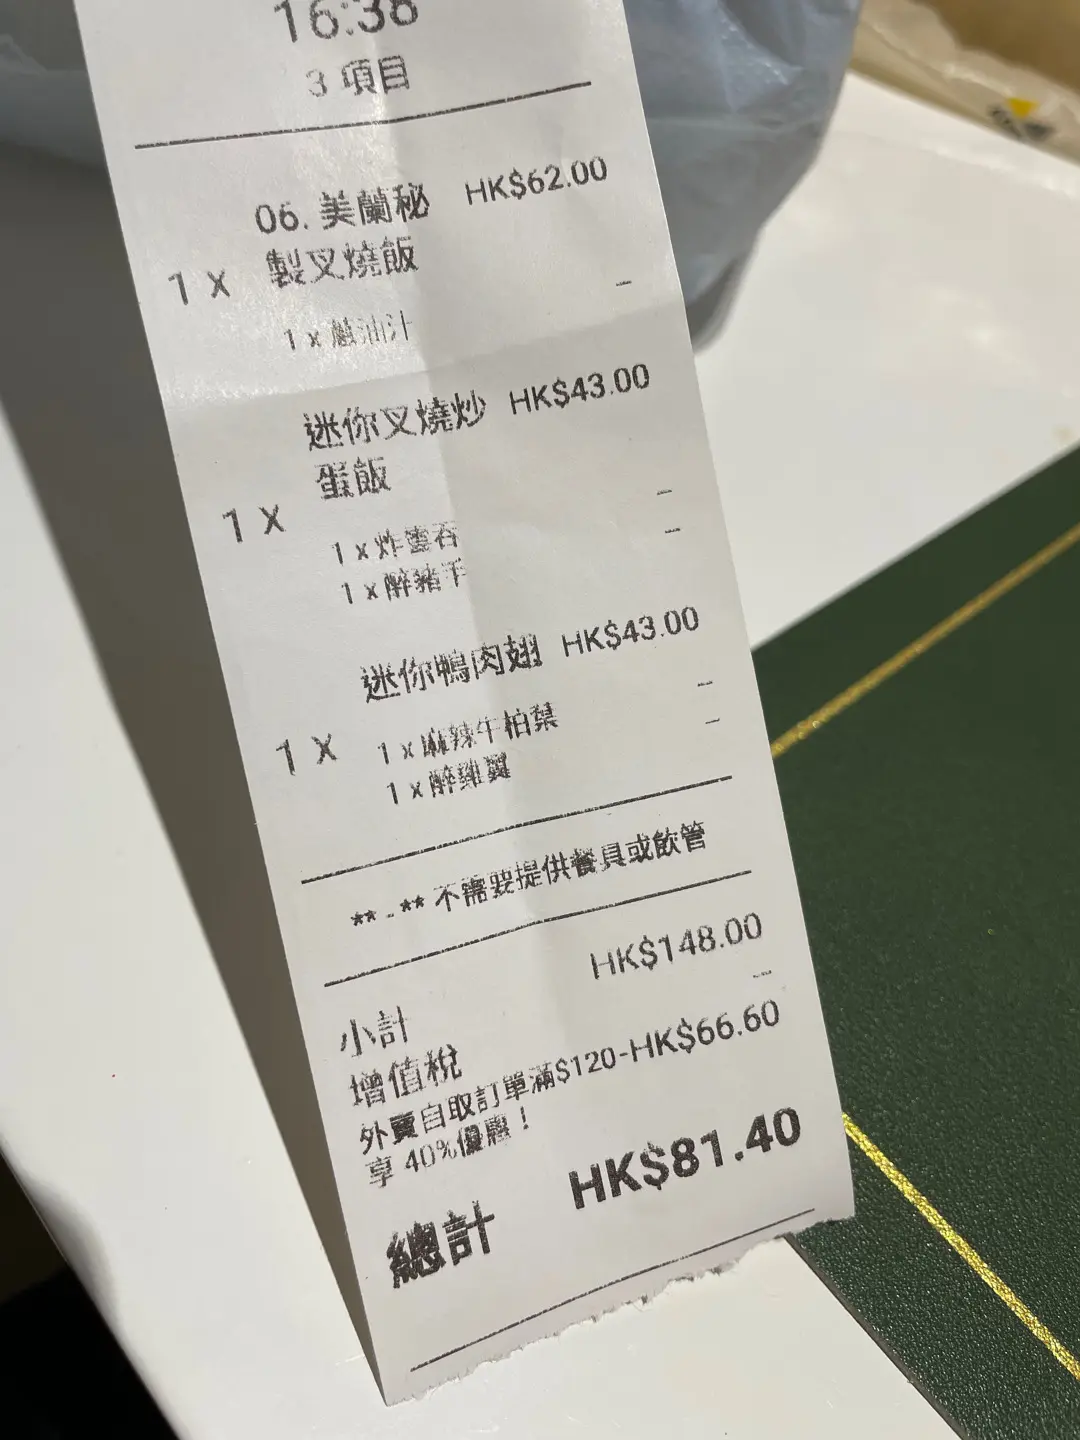 16:38
3 項目
06. 美蘭秘 HK$62.00
1 x 製叉燒飯
1 x 蔥油汁 -
迷你叉燒炒 HK$43.00
蛋飯
1 x
1 x 炸雲吞 -
1 x 醉豬手 -
迷你鴨肉翅 HK$43.00
1 x
1 x 麻辣牛柏葉 -
1 x 醉雞翼 -
** - ** 不需要提供餐具或飲管
小計 HK$148.00
增值稅 -
外賣自取訂單滿$120 -HK$66.60
享 40%優惠!
總計 HK$81.40